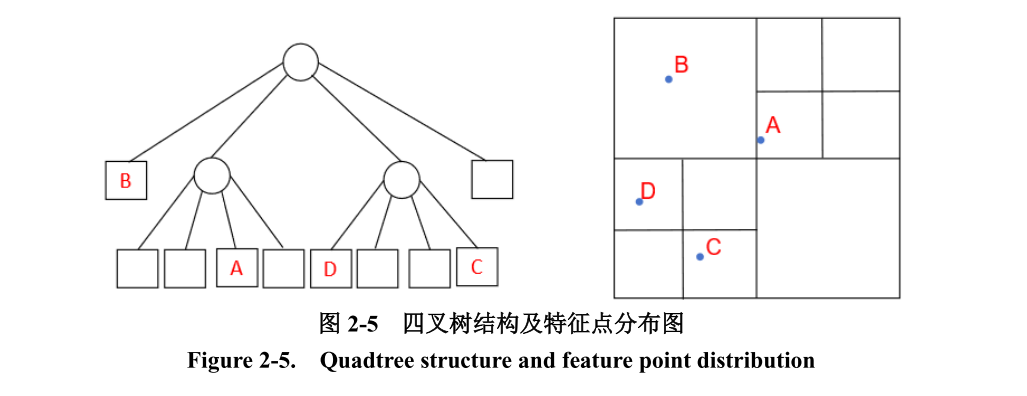 B
A
D
C
B
A
D
C
图 2-5 四叉树结构及特征点分布图
Figure 2-5. Quadtree structure and feature point distribution